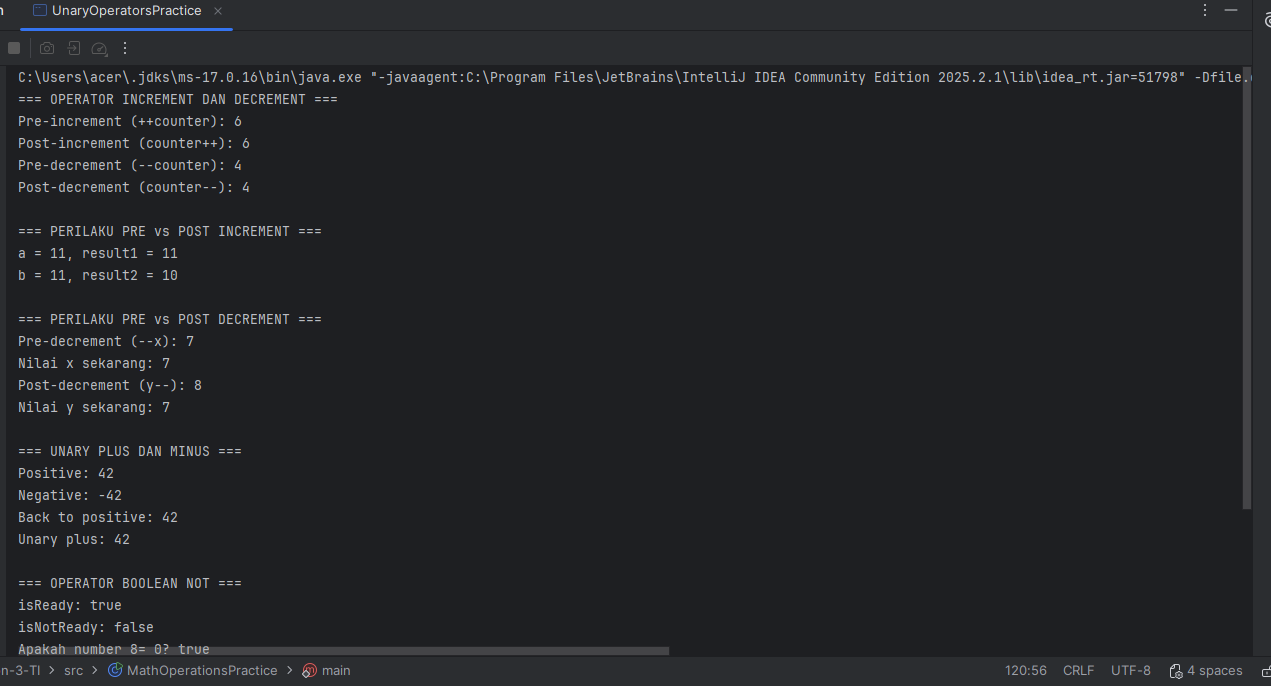 UnaryOperatorsPractice
C:\Users\acer\.jdks\ms-17.0.16\bin\java.exe "-javaagent:C:\Program Files\JetBrains\IntelliJ IDEA Community Edition 2025.2.1\lib\idea_rt.jar=51798" -Dfile.
=== OPERATOR INCREMENT DAN DECREMENT ===
Pre-increment (++counter): 6
Post-increment (counter++): 6
Pre-decrement (--counter): 4
Post-decrement (counter--): 4
=== PERILAKU PRE vs POST INCREMENT ===
a = 11, result1 = 11
b = 11, result2 = 10
=== PERILAKU PRE vs POST DECREMENT ===
Pre-decrement (--x): 7
Nilai x sekarang: 7
Post-decrement (y--): 8
Nilai y sekarang: 7
=== UNARY PLUS DAN MINUS ===
Positive: 42
Negative: -42
Back to positive: 42
Unary plus: 42
=== OPERATOR BOOLEAN NOT ===
isReady: true
isNotReady: false
Apakah number 8= 0? true
n-3-TI > src > MathOperationsPractice > main 120:56 CRLF UTF-8 4 spaces